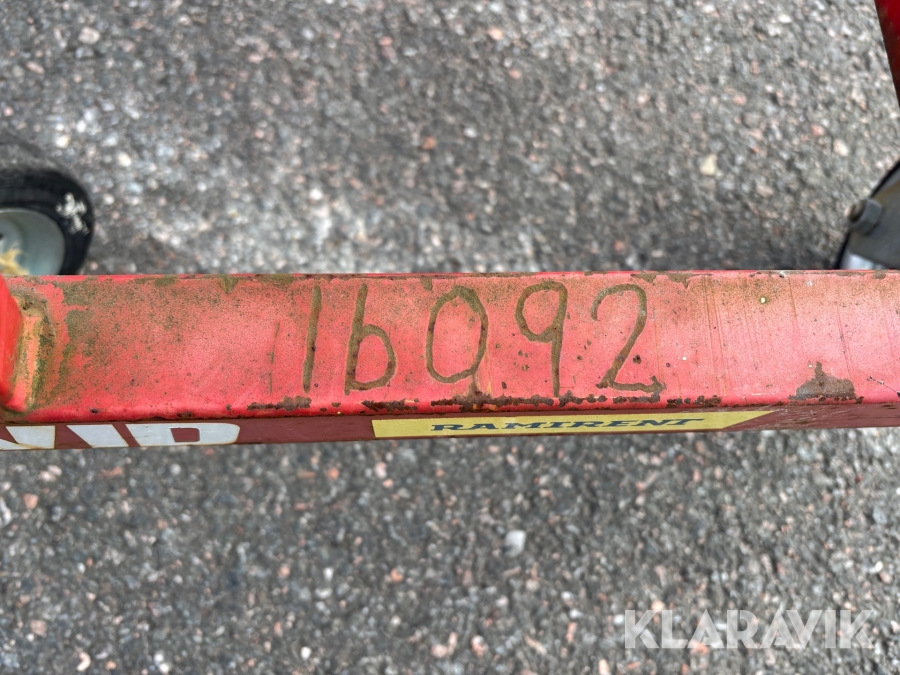 16092
RAMIRENT
KLARAVIK